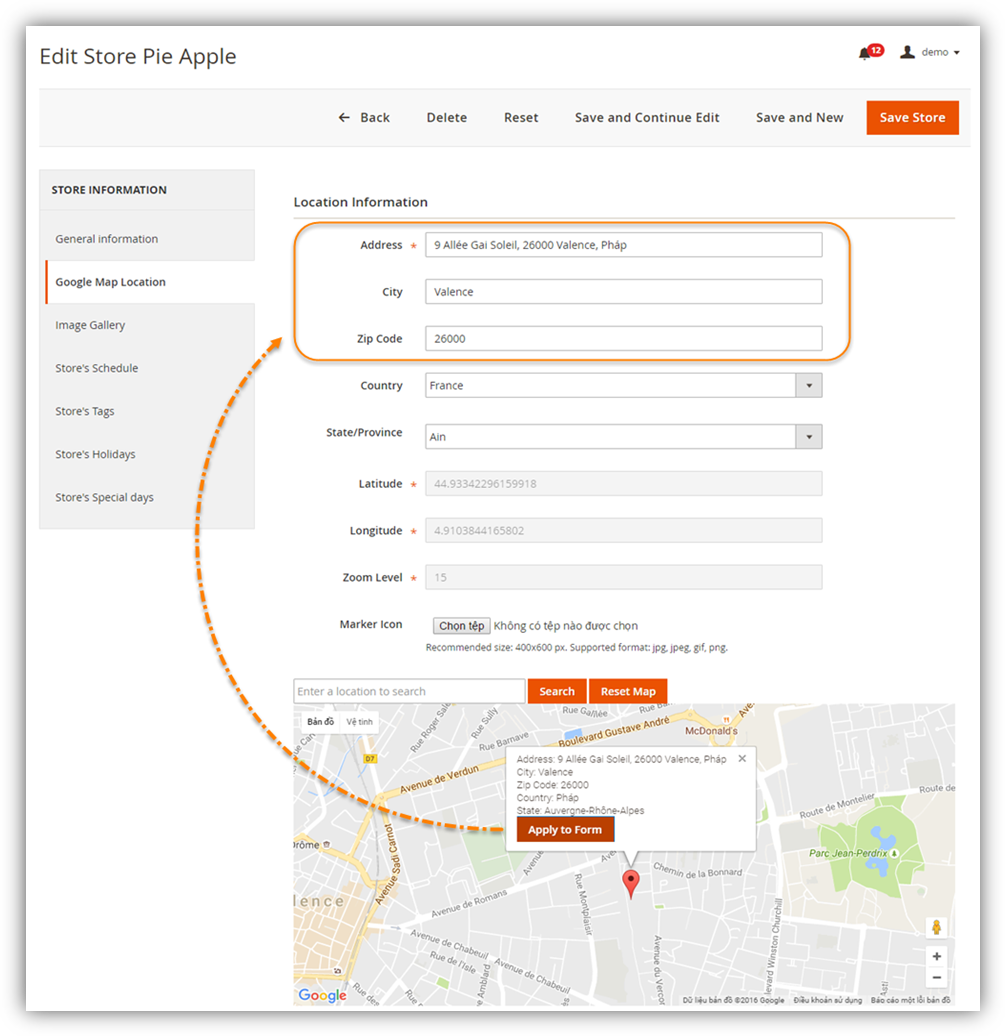 Edit Store Pie Apple
12
demo
Back
Delete
Reset
Save and Continue Edit
Save and New
Save Store
STORE INFORMATION
General information
Google Map Location
Image Gallery
Store's Schedule
Store's Tags
Store's Holidays
Store's Special days
Location Information
Address *
9 Allée Gai Soleil, 26000 Valence, Pháp
City
Valence
Zip Code
26000
Country
France
State/Province
Ain
Latitude *
44.93342296159918
Longitude *
4.9103844165802
Zoom Level *
15
Marker Icon
Chọn tệp Không có tệp nào được chọn
Recommended size: 400x600 px. Supported format: jpg, jpeg, gif, png.
Enter a location to search
Search
Reset Map
Bản đồ
Vệ tinh
Rue Roger Sale
Rue Sully
Rue Galilée
Rue Barnave
Boulevard Gustave André
McDonald's
Ave
D7
Avenue de Verdun
Address: 9 Allée Gai Soleil, 26000 Valence, Pháp
City: Valence
Zip Code: 26000
Country: Pháp
State: Auvergne-Rhône-Alpes
Apply to Form
Route de Montelier
Route de
Parc Jean-Perdrix
Drôme
Avenue Sadi Carnot
Avenue
Chemin de la Bonnard
lence
Avenue de Romans
Rue Montplaisir
Avenue de Chabeuil
Rue de l'Isle
Avenue de Chabeuil
Rue des
Amblard
Avenue du Vercors
levard Winston Churchill
+
−
Google
Dữ liệu bản đồ ©2016 Google
Điều khoản sử dụng
Báo cáo một lỗi bản đồ